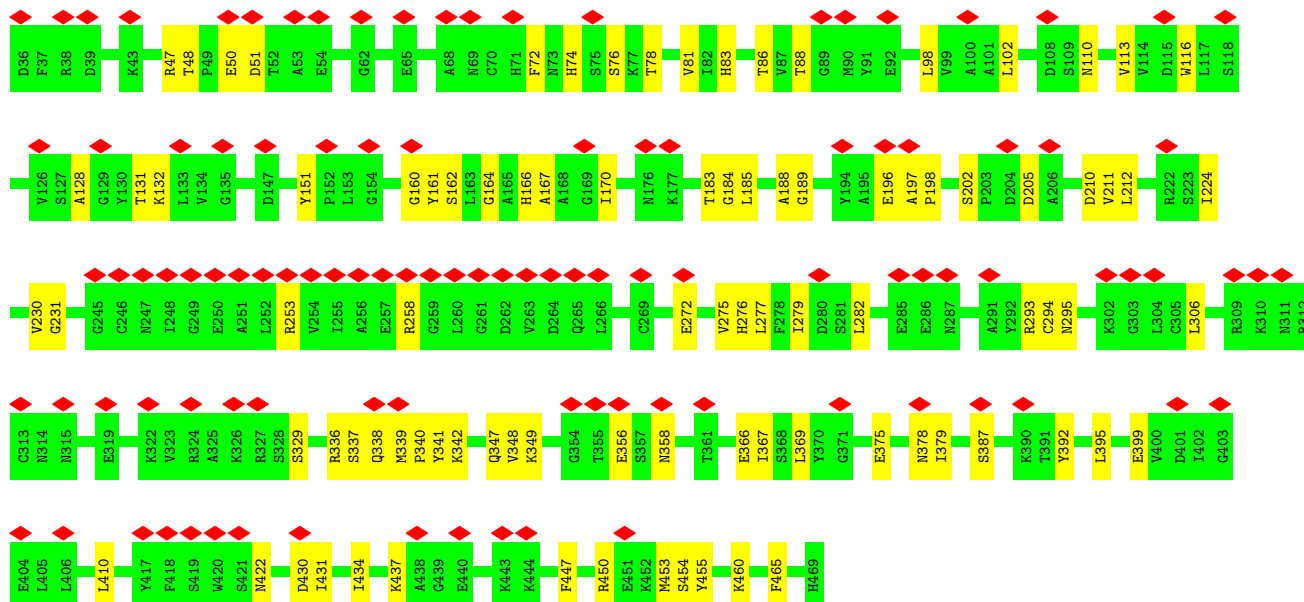 D36 F37 R38 D39 K43 R47 T48 P49 E50 D51 T52 A53 E54 G62 E65 A68 N69 C70 H71 F72 N73 H74 S75 S76 K77 T78 V81 I82 H83 T86 V87 T88 G89 M90 Y91 E92 L98 V99 A100 A101 L102 D108 S109 N110 V113 V114 D115 W116 L117 S118
V126 S127 A128 G129 Y130 T131 K132 L133 V134 G135 D147 Y151 P152 L153 G154 G160 Y161 S162 L163 G164 A165 H166 A167 A168 G169 I170 N176 K177 T183 G184 L185 A188 G189 Y194 A195 E196 A197 P198 S202 P203 D204 D205 A206 D210 V211 L212 R222 S223 I224
V230 G231 G245 C246 N247 I248 G249 E250 A251 L252 R253 V254 I255 A256 E257 R258 G259 L260 G261 D262 V263 D264 Q265 L266 C269 E272 V275 H276 L277 F278 I279 D280 S281 L282 E285 E286 N287 A291 Y292 R293 C294 N295 K302 G303 L304 C305 L306 R309 K310 N311 R312
C313 N314 N315 E319 K322 V323 R324 A325 K326 R327 S328 S329 R336 S337 Q338 M339 P340 Y341 K342 Q347 V348 K349 G354 T355 E356 S357 N358 T361 E366 I367 S368 L369 Y370 G371 E375 N378 I379 S387 K390 T391 Y392 L395 E399 V400 D401 I402 G403
E404 L405 L406 L410 Y417 F418 S419 W420 S421 N422 D430 I431 I434 K437 A438 G439 E440 K443 K444 F447 R450 E451 K452 M453 S454 Y455 K460 F465 H469